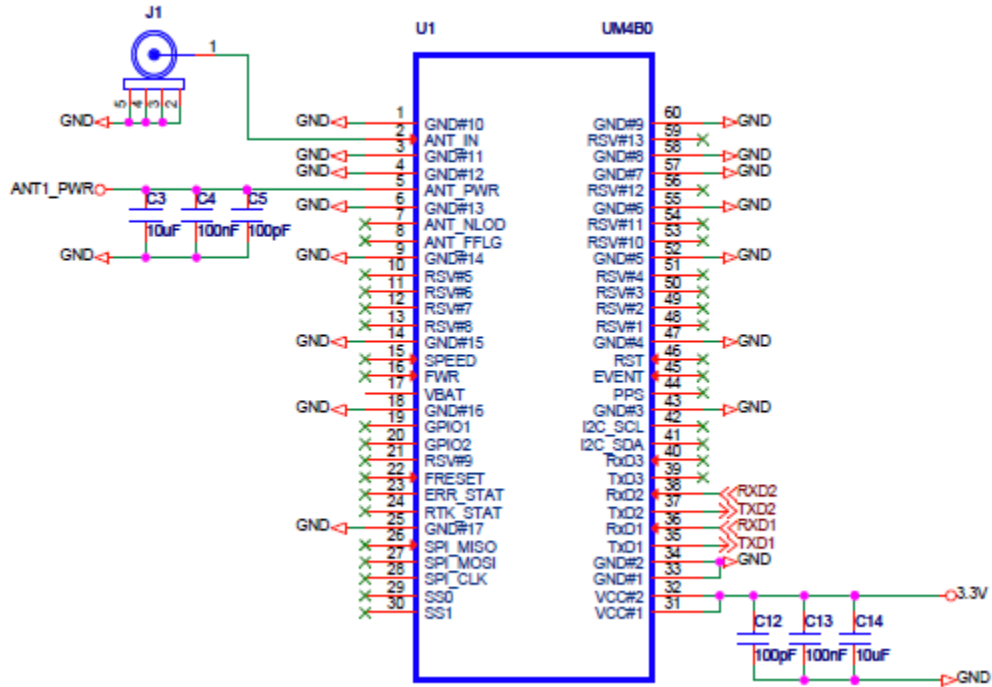 J1
1
5 4 3 2
GND
U1 UM4B0
GND 1 GND#10 GND#9 60 GND
2 ANT_IN RSV#13 59
GND 3 GND#11 GND#8 58 GND
GND 4 GND#12 GND#7 57 GND
ANT1_PWR 5 ANT_PWR RSV#12 56
GND 6 GND#13 GND#6 55 GND
7 ANT_NLOD RSV#11 54
8 ANT_FFLG RSV#10 53
GND 9 GND#14 GND#5 52 GND
10 RSV#5 RSV#4 51
11 RSV#6 RSV#3 50
12 RSV#7 RSV#2 49
13 RSV#8 RSV#1 48
GND 14 GND#15 GND#4 47 GND
15 SPEED RST 46
16 FWR EVENT 45
17 VBAT PPS 44
GND 18 GND#16 GND#3 43 GND
19 GPIO1 I2C_SCL 42
20 GPIO2 I2C_SDA 41
21 RSV#9 RxD3 40
22 FRESET TxD3 39
23 ERR_STAT RxD2 38 RXD2
24 RTK_STAT TxD2 37 TXD2
GND 25 GND#17 RxD1 36 RXD1
26 SPI_MISO TxD1 35 TXD1
27 SPI_MOSI GND#2 34 GND
28 SPI_CLK GND#1 33
29 SS0 VCC#2 32 3.3V
30 SS1 VCC#1 31
C3 C4 C5
10uF 100nF 100pF
GND
C12 C13 C14
100pF 100nF 10uF
GND